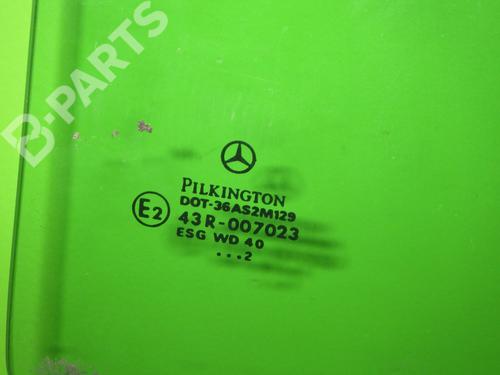 B-PARTS
PILKINGTON
DOT-36AS2M129
E2 43R-007023
ESG WD 40
...2